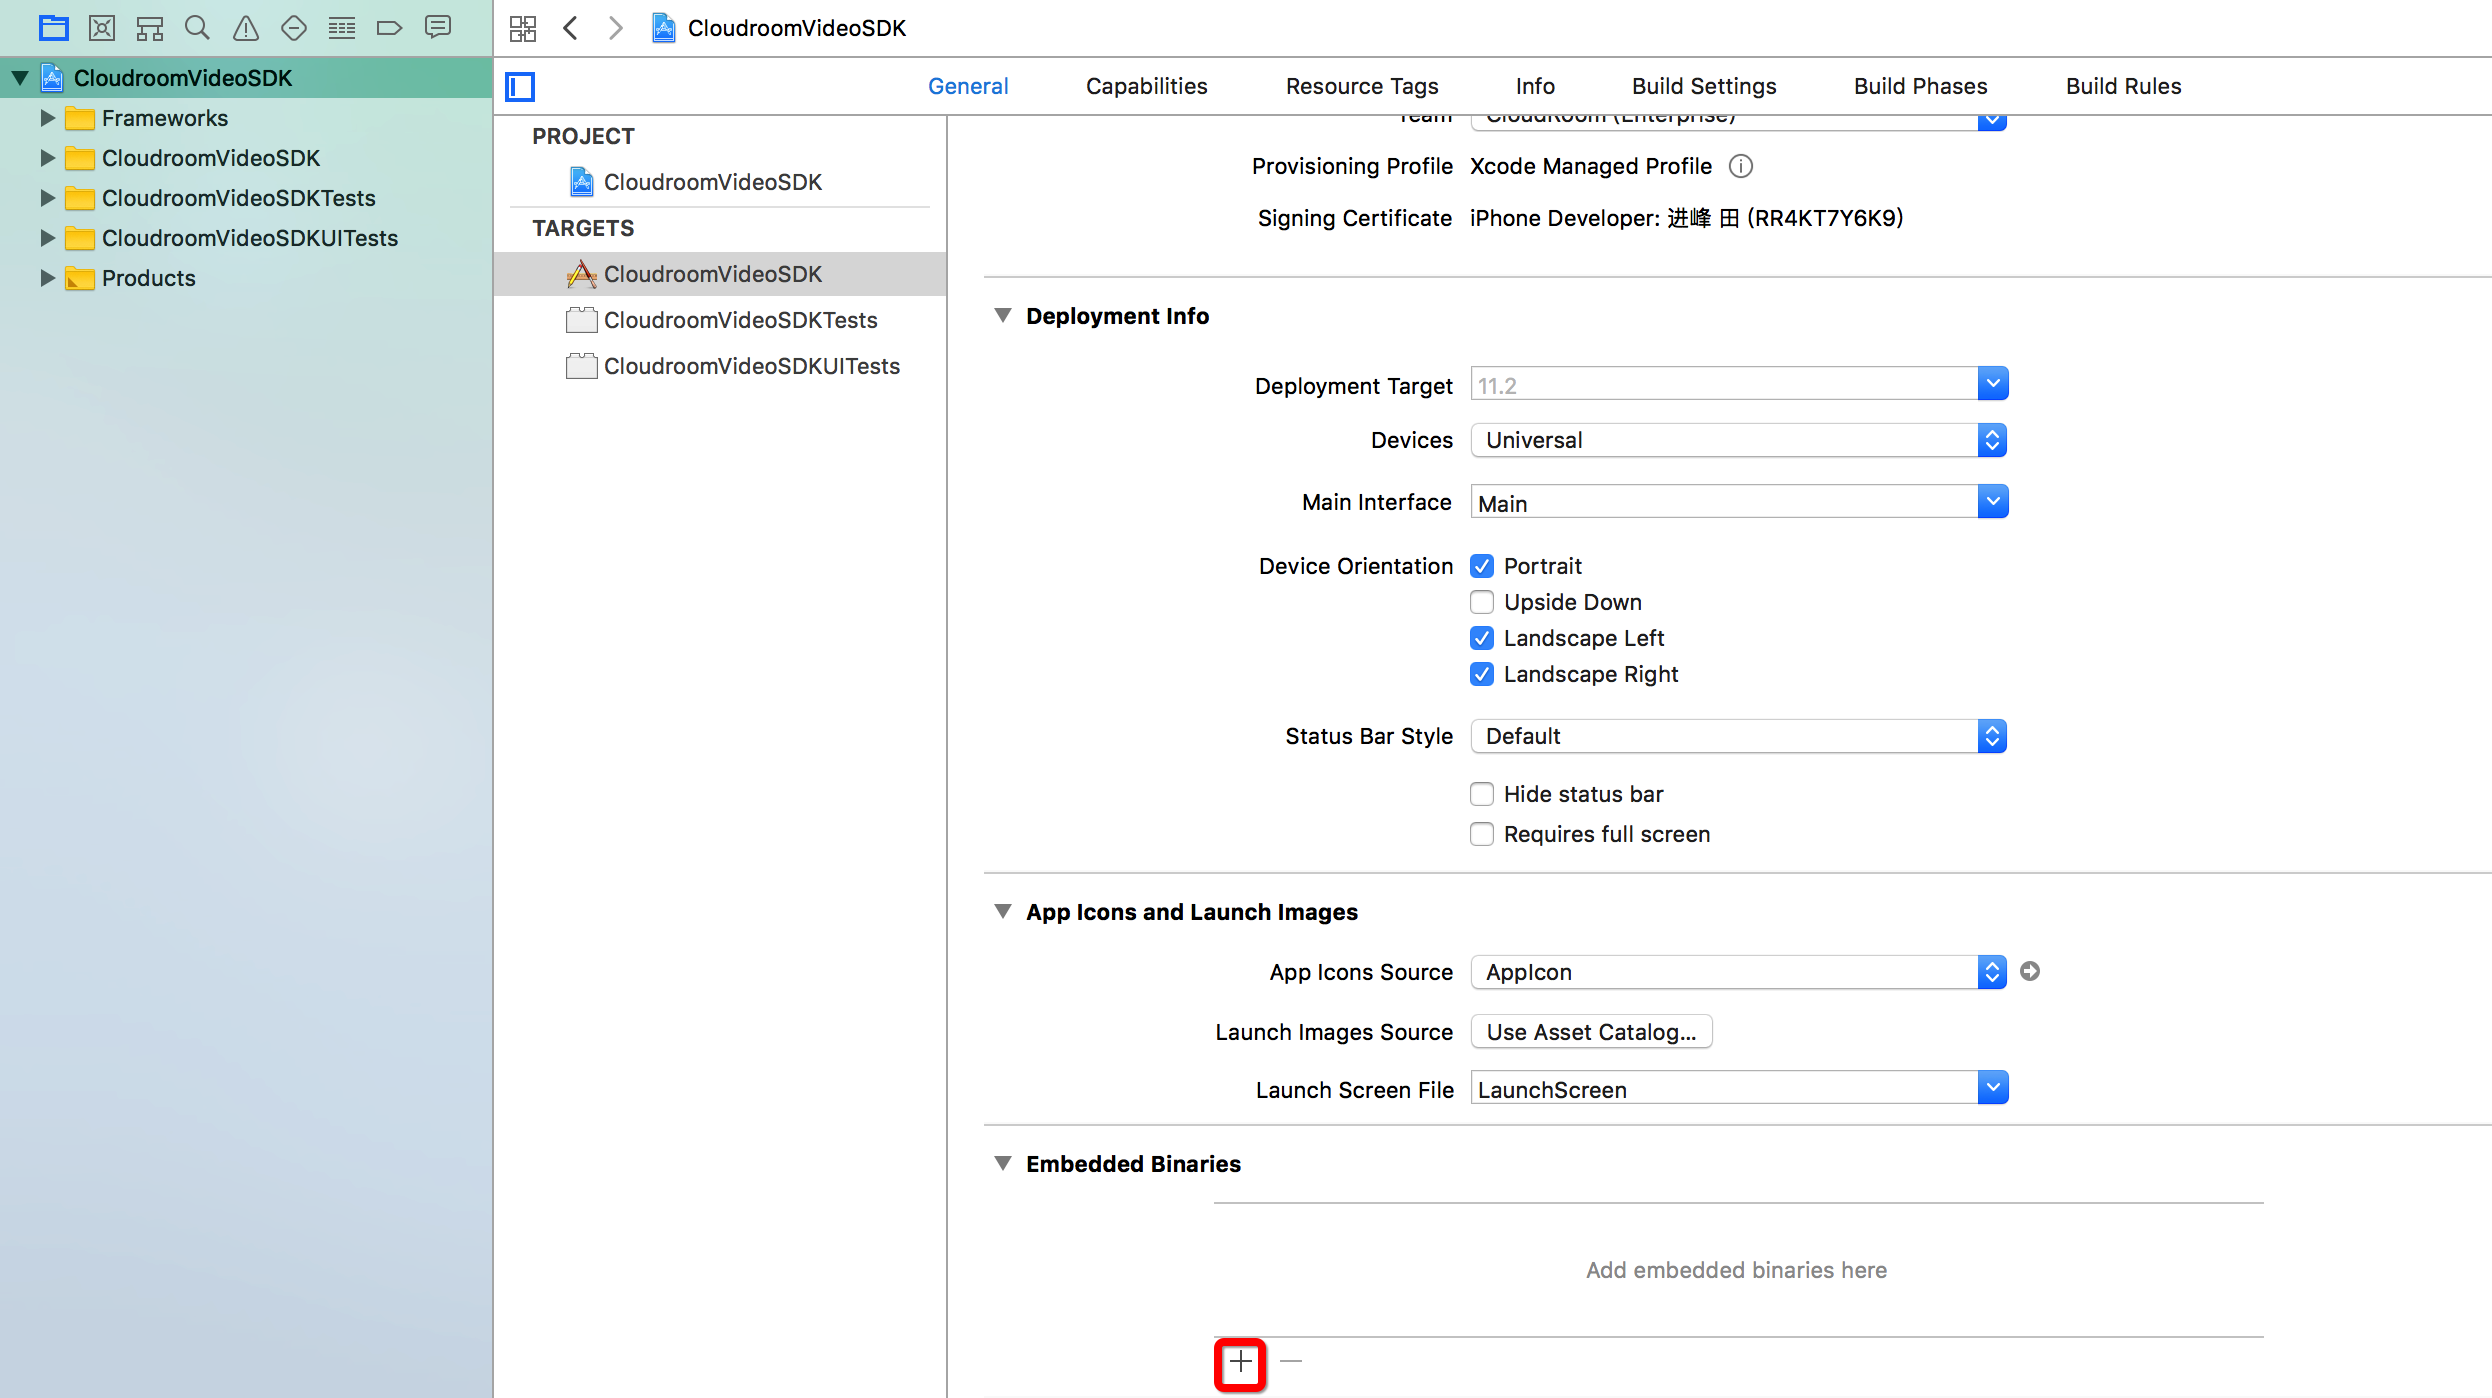 CloudroomVideoSDK
CloudroomVideoSDK
Frameworks
CloudroomVideoSDK
CloudroomVideoSDKTests
CloudroomVideoSDKUITests
Products
General Capabilities Resource Tags Info Build Settings Build Phases Build Rules
PROJECT
CloudroomVideoSDK
TARGETS
CloudroomVideoSDK
CloudroomVideoSDKTests
CloudroomVideoSDKUITests
Team CloudRoom (Enterprise)
Provisioning Profile Xcode Managed Profile
Signing Certificate iPhone Developer: 进峰 田 (RR4KT7Y6K9)
Deployment Info
Deployment Target 11.2
Devices Universal
Main Interface Main
Device Orientation Portrait
Upside Down
Landscape Left
Landscape Right
Status Bar Style Default
Hide status bar
Requires full screen
App Icons and Launch Images
App Icons Source AppIcon
Launch Images Source Use Asset Catalog...
Launch Screen File LaunchScreen
Embedded Binaries
Add embedded binaries here